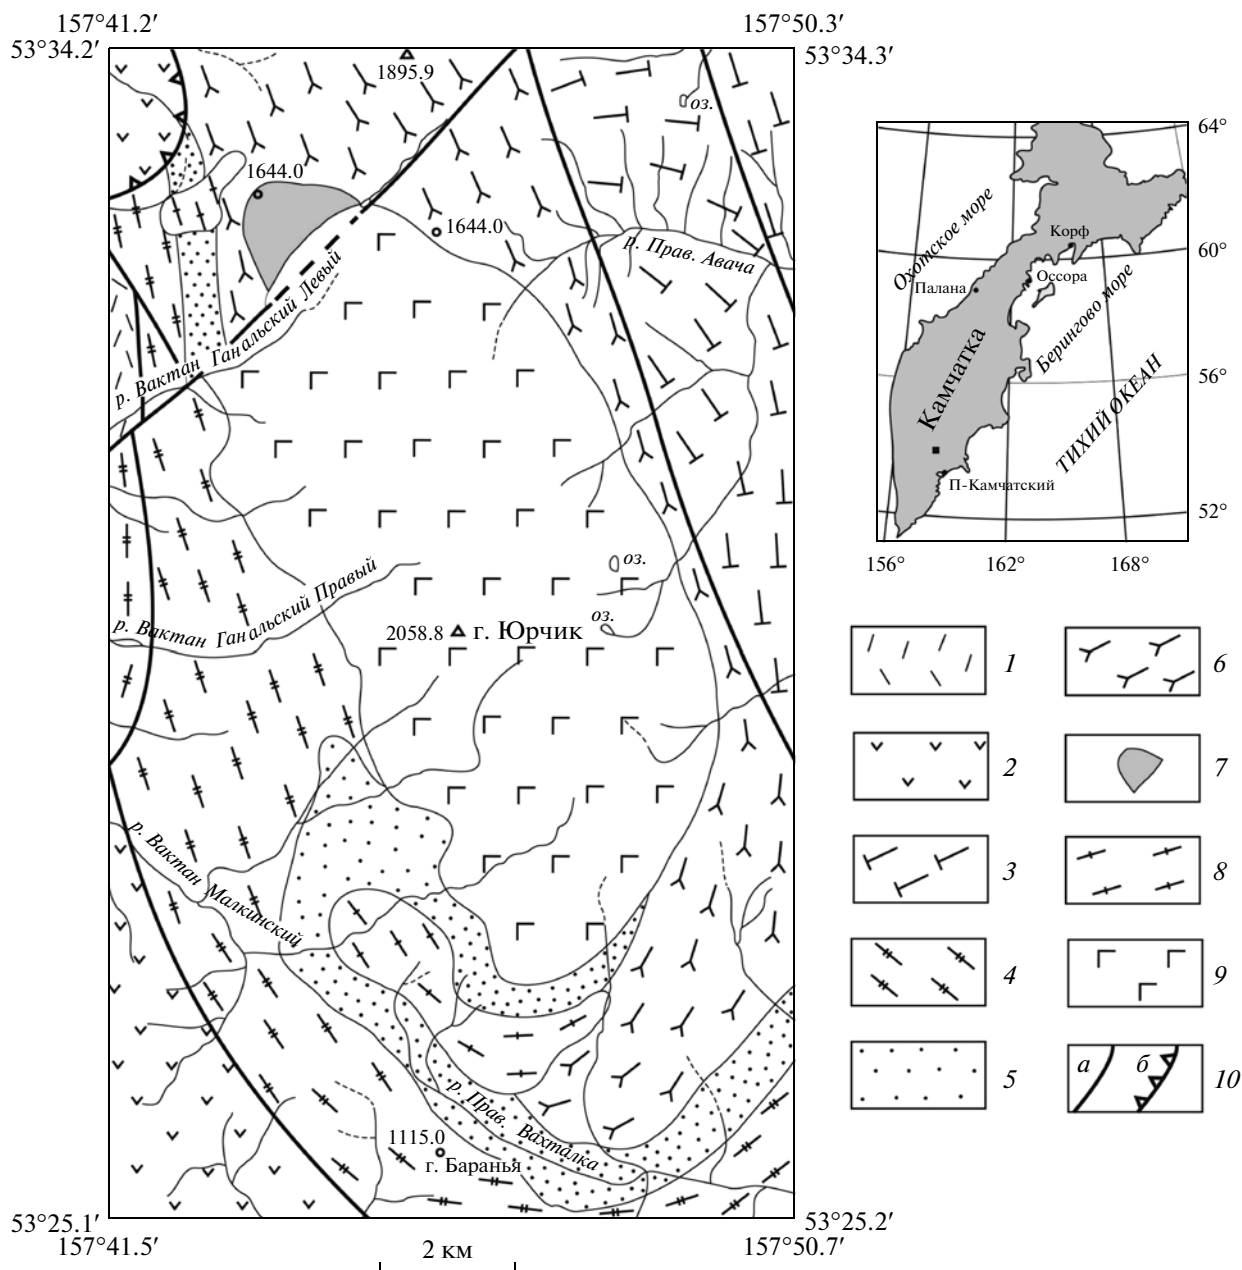 157°41.2′
157°50.3′
53°34.2′
53°34.3′
1895.9
оз.
1644.0
1644.0
р. Прав. Авача
р. Вактан Ганальский Левый
оз.
р. Вактан Ганальский Правый
оз.
2058.8 г. Юрчик
р. Вактан Малкинский
р. Прав. Вахталка
1115.0
г. Баранья
53°25.1′
53°25.2′
157°41.5′
2 км
157°50.7′
64°
Охотское море
Корф
60°
Палана
Оссора
Берингово море
Камчатка
56°
ТИХИЙ ОКЕАН
П-Камчатский
52°
156°
162°
168°
1
6
2
7
3
8
4
9
5
а
б
10